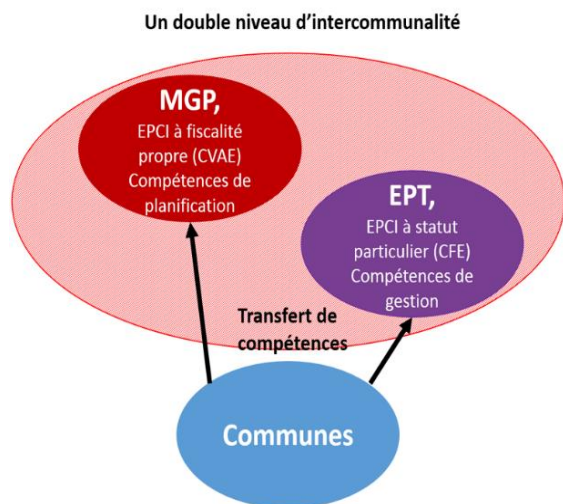 Un double niveau d’intercommunalité
MGP,
EPCI à fiscalité
propre (CVAE)
Compétences de
planification
EPT,
EPCI à statut
particulier (CFE)
Compétences de
gestion
Transfert de
compétences
Communes